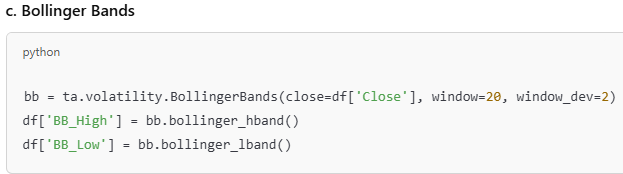 c. Bollinger Bands
python
bb = ta.volatility.BollingerBands(close=df['Close'], window=20, window_dev=2)
df['BB_High'] = bb.bollinger_hband()
df['BB_Low'] = bb.bollinger_lband()